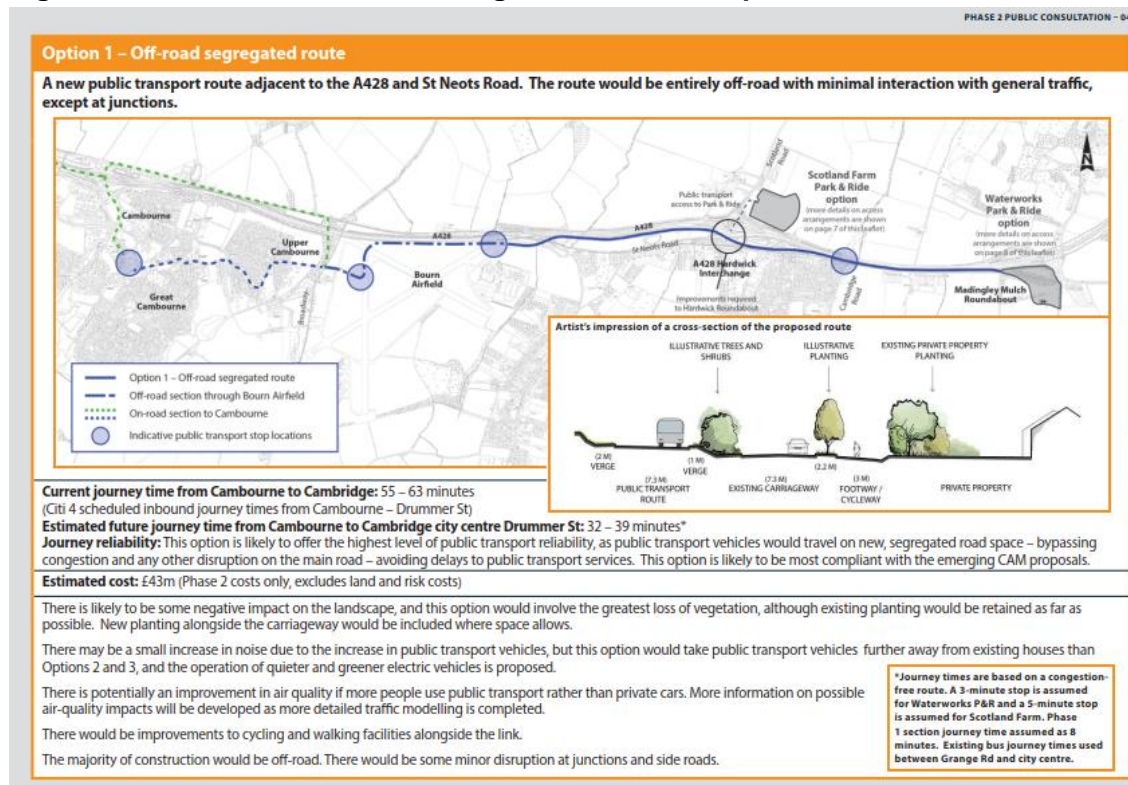 PHASE 2 PUBLIC CONSULTATION – 04
Option 1 – Off-road segregated route
A new public transport route adjacent to the A428 and St Neots Road. The route would be entirely off-road with minimal interaction with general traffic,
except at junctions.
Scotland
Road
Scotland Farm
Park & Ride
option
(more details on access
arrangements are shown
on page 7 of this leaflet)
Public transport
access to Park & Ride
Waterworks
Park & Ride
option
(more details on access
arrangements are shown
on page 8 of this leaflet)
N
Cambourne
Upper
Cambourne
A428
A428
St Neots Road
Bourn
Airfield
Great
Cambourne
Broadway
A428 Hardwick
Interchange
Improvements required
to Hardwick Roundabout
Cambridge
Road
Madingley Mulch
Roundabout
Option 1 – Off-road segregated route
Off-road section through Bourn Airfield
On-road section to Cambourne
Indicative public transport stop locations
Artist's impression of a cross-section of the proposed route
ILLUSTRATIVE TREES AND
SHRUBS
ILLUSTRATIVE
PLANTING
EXISTING PRIVATE PROPERTY
PLANTING
(2 M)
VERGE
(7.3 M)
PUBLIC TRANSPORT
ROUTE
(1 M)
VERGE
(7.3 M)
EXISTING CARRIAGEWAY
(2.2 M)
(3 M)
FOOTWAY /
CYCLEWAY
PRIVATE PROPERTY
Current journey time from Cambourne to Cambridge: 55 – 63 minutes
(Citi 4 scheduled inbound journey times from Cambourne – Drummer St)
Estimated future journey time from Cambourne to Cambridge city centre Drummer St: 32 – 39 minutes*
Journey reliability: This option is likely to offer the highest level of public transport reliability, as public transport vehicles would travel on new, segregated road space – bypassing
congestion and any other disruption on the main road – avoiding delays to public transport services. This option is likely to be most compliant with the emerging CAM proposals.
Estimated cost: £43m (Phase 2 costs only, excludes land and risk costs)
There is likely to be some negative impact on the landscape, and this option would involve the greatest loss of vegetation, although existing planting would be retained as far as
possible. New planting alongside the carriageway would be included where space allows.
There may be a small increase in noise due to the increase in public transport vehicles, but this option would take public transport vehicles further away from existing houses than
Options 2 and 3, and the operation of quieter and greener electric vehicles is proposed.
There is potentially an improvement in air quality if more people use public transport rather than private cars. More information on possible
air-quality impacts will be developed as more detailed traffic modelling is completed.
There would be improvements to cycling and walking facilities alongside the link.
The majority of construction would be off-road. There would be some minor disruption at junctions and side roads.
*Journey times are based on a congestion-
free route. A 3-minute stop is assumed
for Waterworks P&R and a 5-minute stop
is assumed for Scotland Farm. Phase
1 section journey time assumed as 8
minutes. Existing bus journey times used
between Grange Rd and city centre.